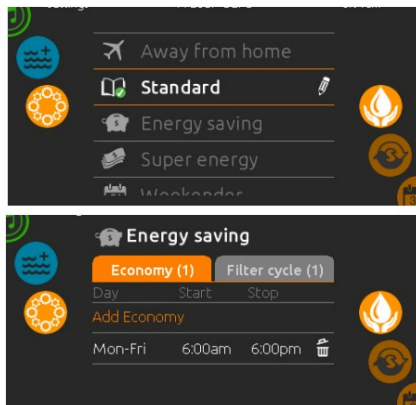 Away from home
Standard
Energy saving
Super energy
Weekender
Energy saving
Economy (1) Filter cycle (1)
Day Start Stop
Add Economy
Mon-Fri 6:00am 6:00pm